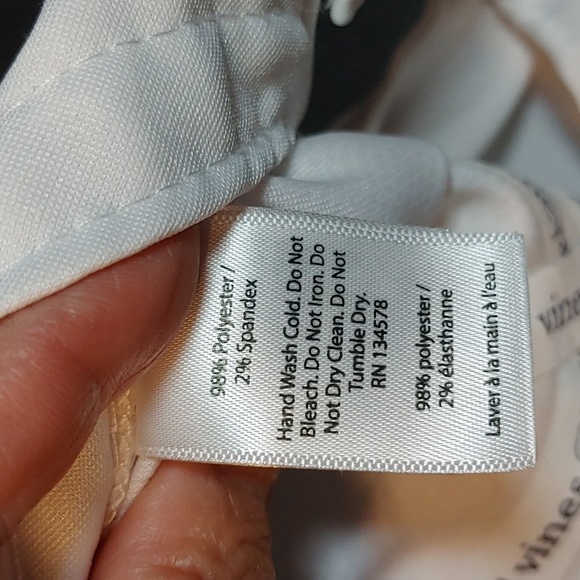 98% Polyester /
2% Spandex
Hand Wash Cold. Do Not
Bleach. Do Not Iron. Do
Not Dry Clean. Do Not
Tumble Dry.
RN 134578
98% polyester /
2% élasthanne
Laver à la main à l'eau
vines